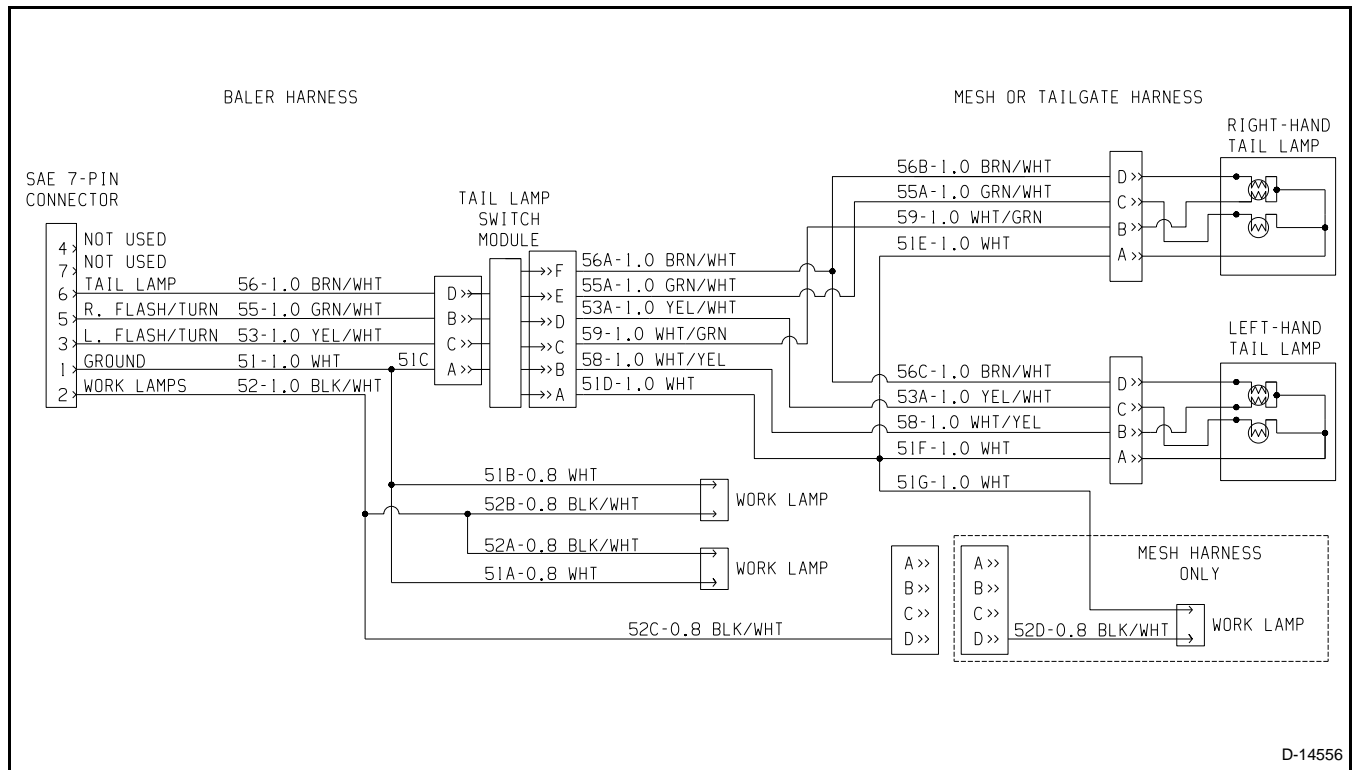 BALER HARNESS
MESH OR TAILGATE HARNESS
RIGHT-HAND
TAIL LAMP
SAE 7-PIN
CONNECTOR
TAIL LAMP
SWITCH
MODULE
4 NOT USED
7 NOT USED
6 TAIL LAMP 56-1.0 BRN/WHT D
5 R. FLASH/TURN 55-1.0 GRN/WHT B
3 L. FLASH/TURN 53-1.0 YEL/WHT C
1 GROUND 51-1.0 WHT 51C A
2 WORK LAMPS 52-1.0 BLK/WHT
F 56A-1.0 BRN/WHT
E 55A-1.0 GRN/WHT
D 53A-1.0 YEL/WHT
C 59-1.0 WHT/GRN
B 58-1.0 WHT/YEL
A 51D-1.0 WHT
56B-1.0 BRN/WHT D
55A-1.0 GRN/WHT C
59-1.0 WHT/GRN B
51E-1.0 WHT A
LEFT-HAND
TAIL LAMP
56C-1.0 BRN/WHT D
53A-1.0 YEL/WHT C
58-1.0 WHT/YEL B
51F-1.0 WHT A
51G-1.0 WHT
51B-0.8 WHT
52B-0.8 BLK/WHT
WORK LAMP
52A-0.8 BLK/WHT
51A-0.8 WHT
WORK LAMP
52C-0.8 BLK/WHT
A A
B B
C C
D D
MESH HARNESS
ONLY
52D-0.8 BLK/WHT
WORK LAMP
D-14556